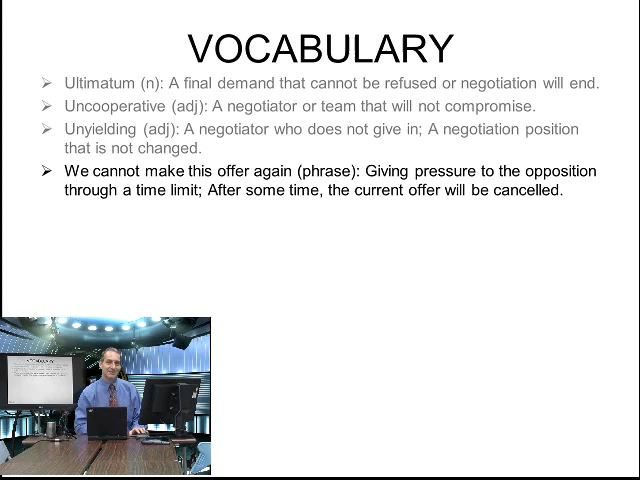 VOCABULARY
Ultimatum (n): A final demand that cannot be refused or negotiation will end.
Uncooperative (adj): A negotiator or team that will not compromise.
Unyielding (adj): A negotiator who does not give in; A negotiation position
that is not changed.
We cannot make this offer again (phrase): Giving pressure to the opposition
through a time limit; After some time, the current offer will be cancelled.
VOCABULARY